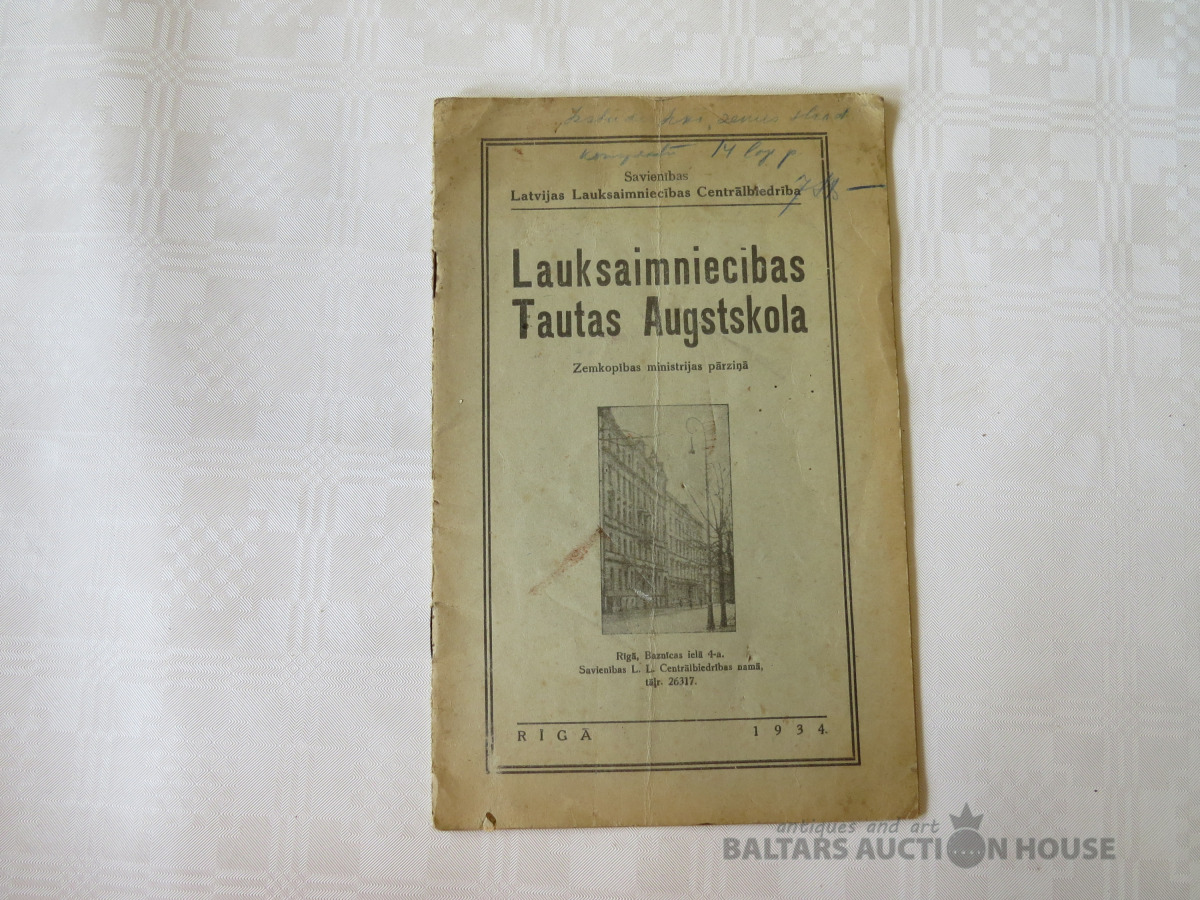 Savienības
Latvijas Lauksaimniecības Centrālbiedrība
Lauksaimniecības
Tautas Augstskola
Zemkopības ministrijas pārziņā
Rīgā, Baznīcas ielā 4-a.
Savienības L. L. Centrālbiedrības namā,
tāļr. 26317.
RĪGĀ 1934.
antiques and art
BALTARS AUCTION HOUSE